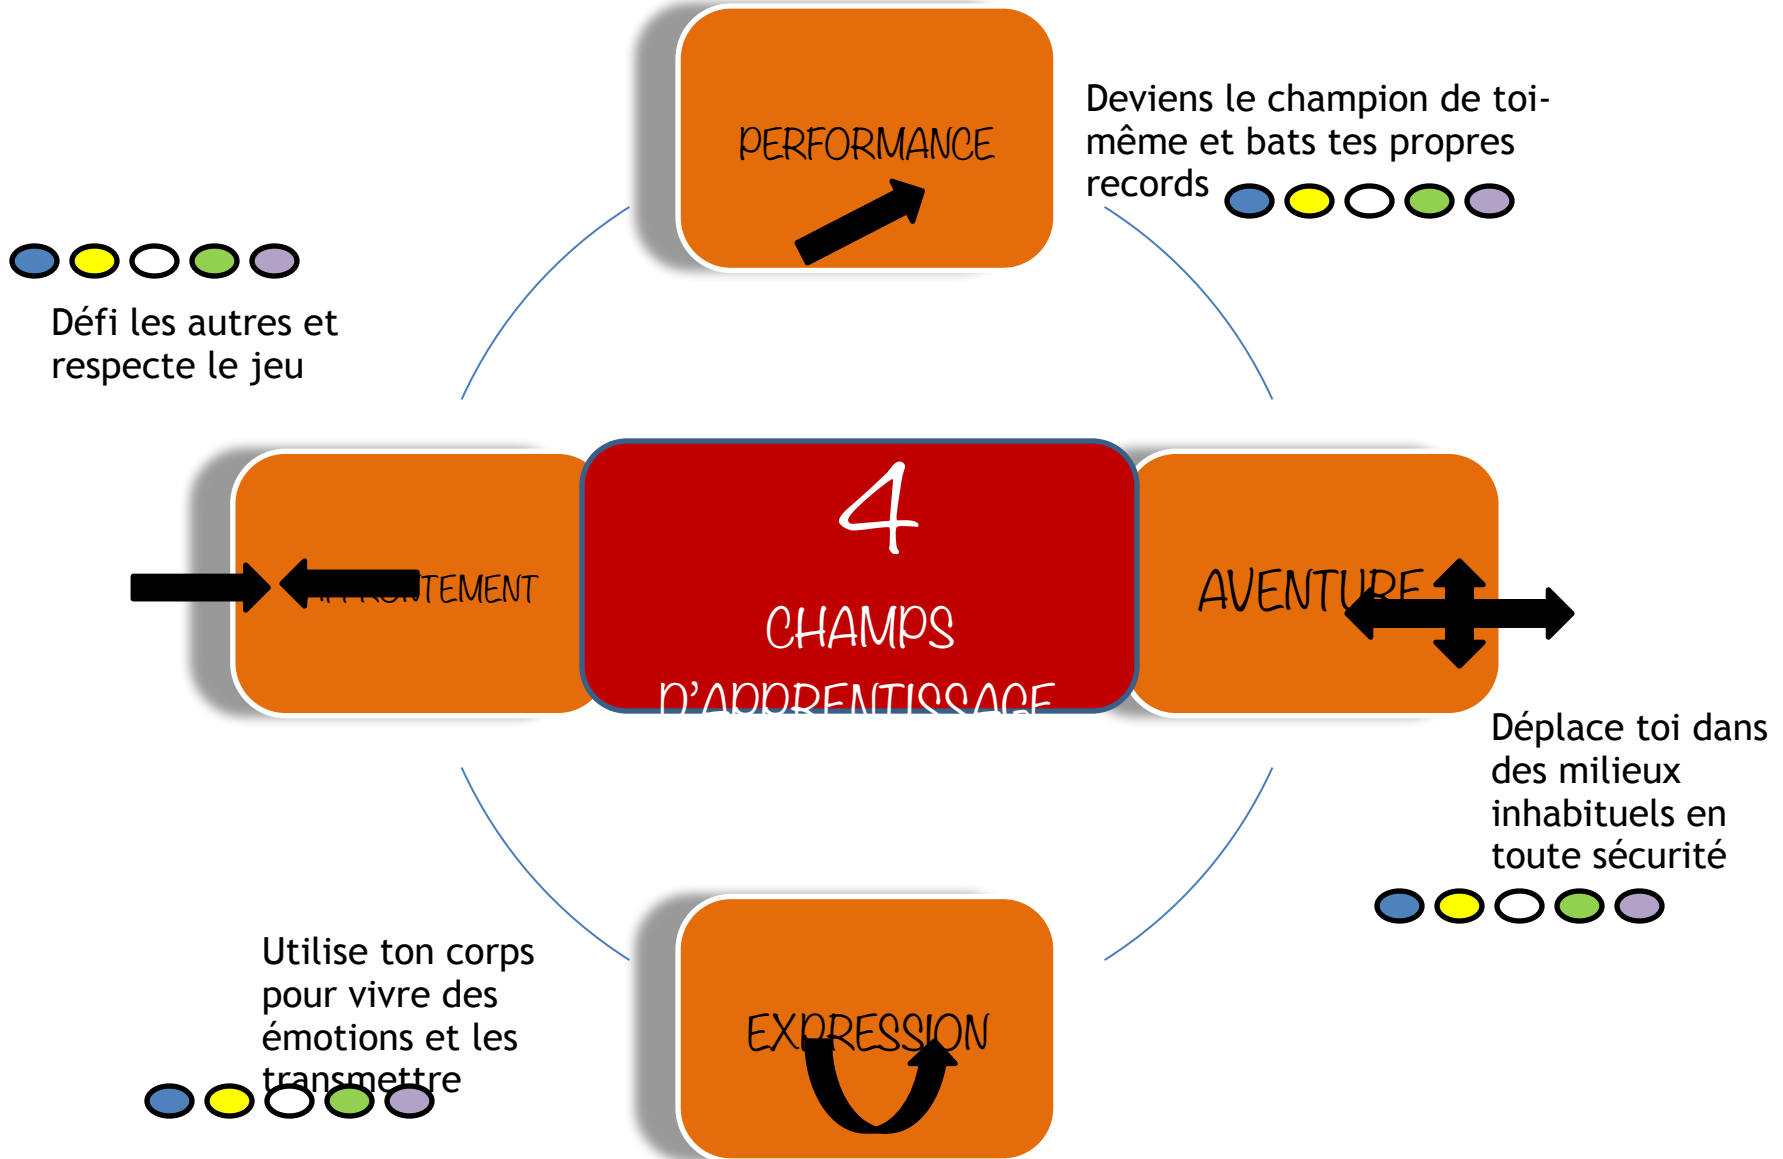 PERFORMANCE
Deviens le champion de toi-
même et bats tes propres
records
Défi les autres et
respecte le jeu
4
CHAMPS
D'APPRENTISSAGE
AFFRONTEMENT
AVENTURE
Déplace toi dans
des milieux
inhabituels en
toute sécurité
Utilise ton corps
pour vivre des
émotions et les
transmettre
EXPRESSION